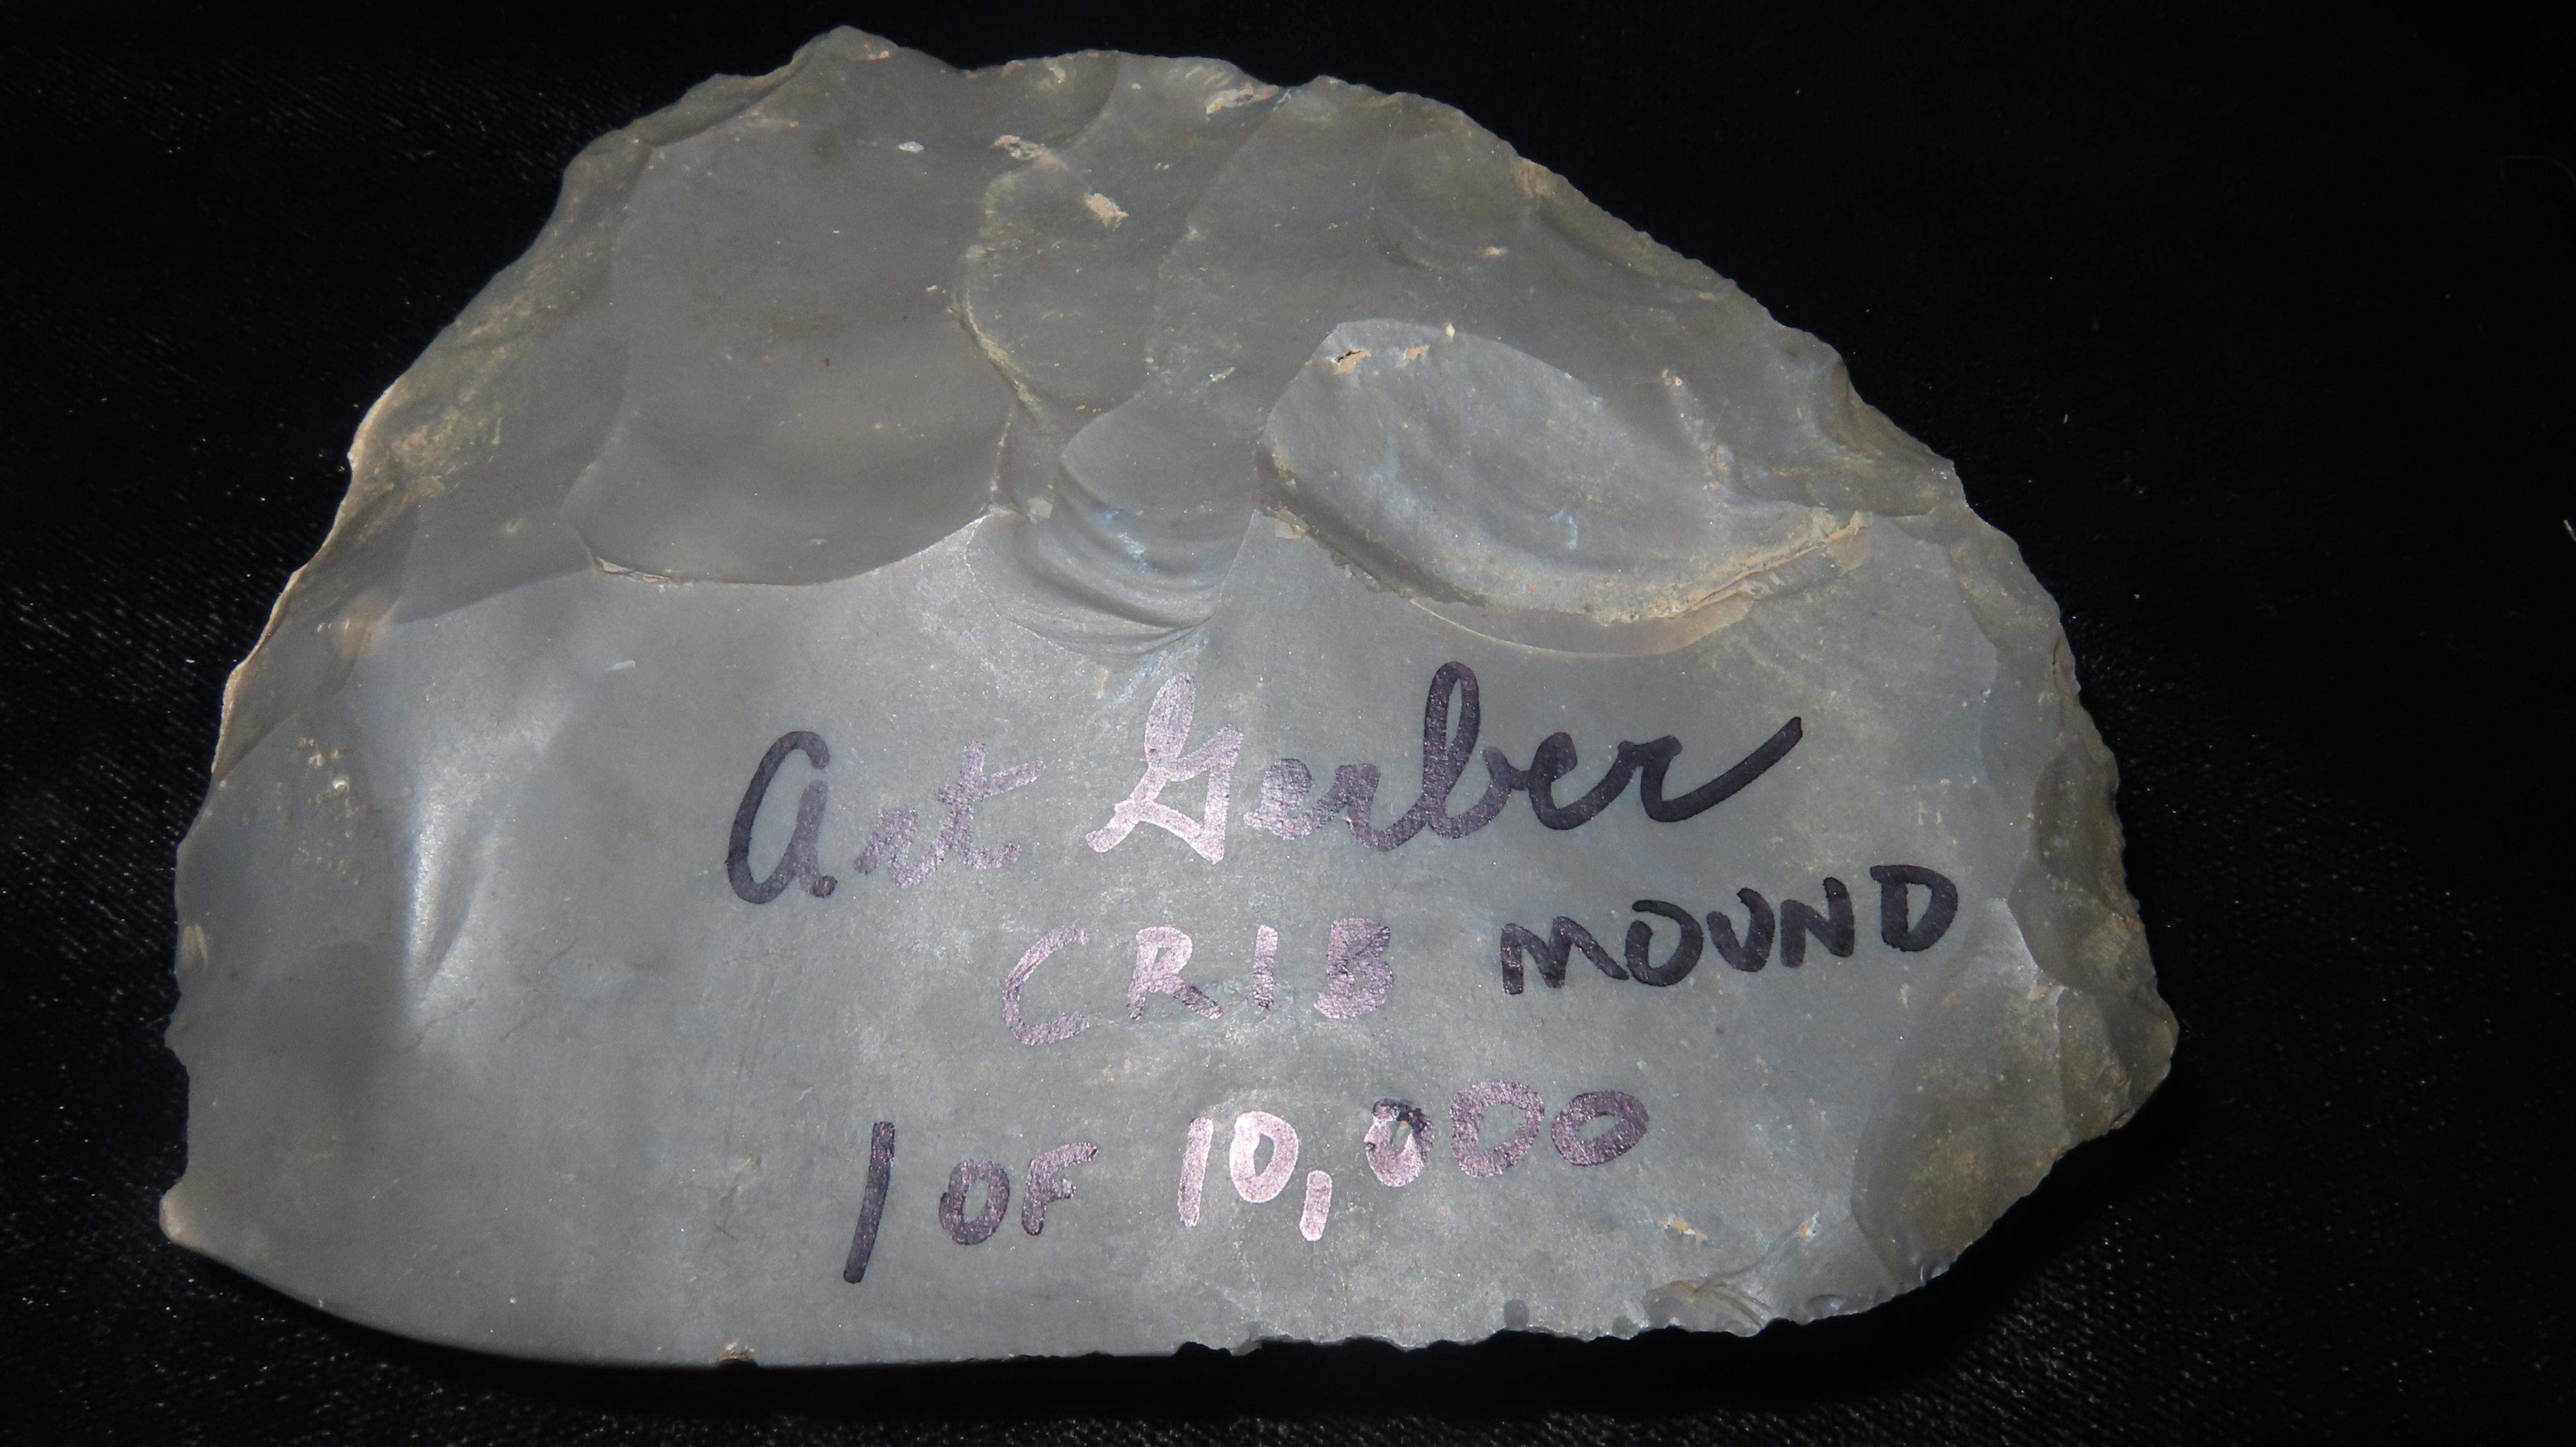 Art Gerber
CRIB MOUND
1 OF 10,000